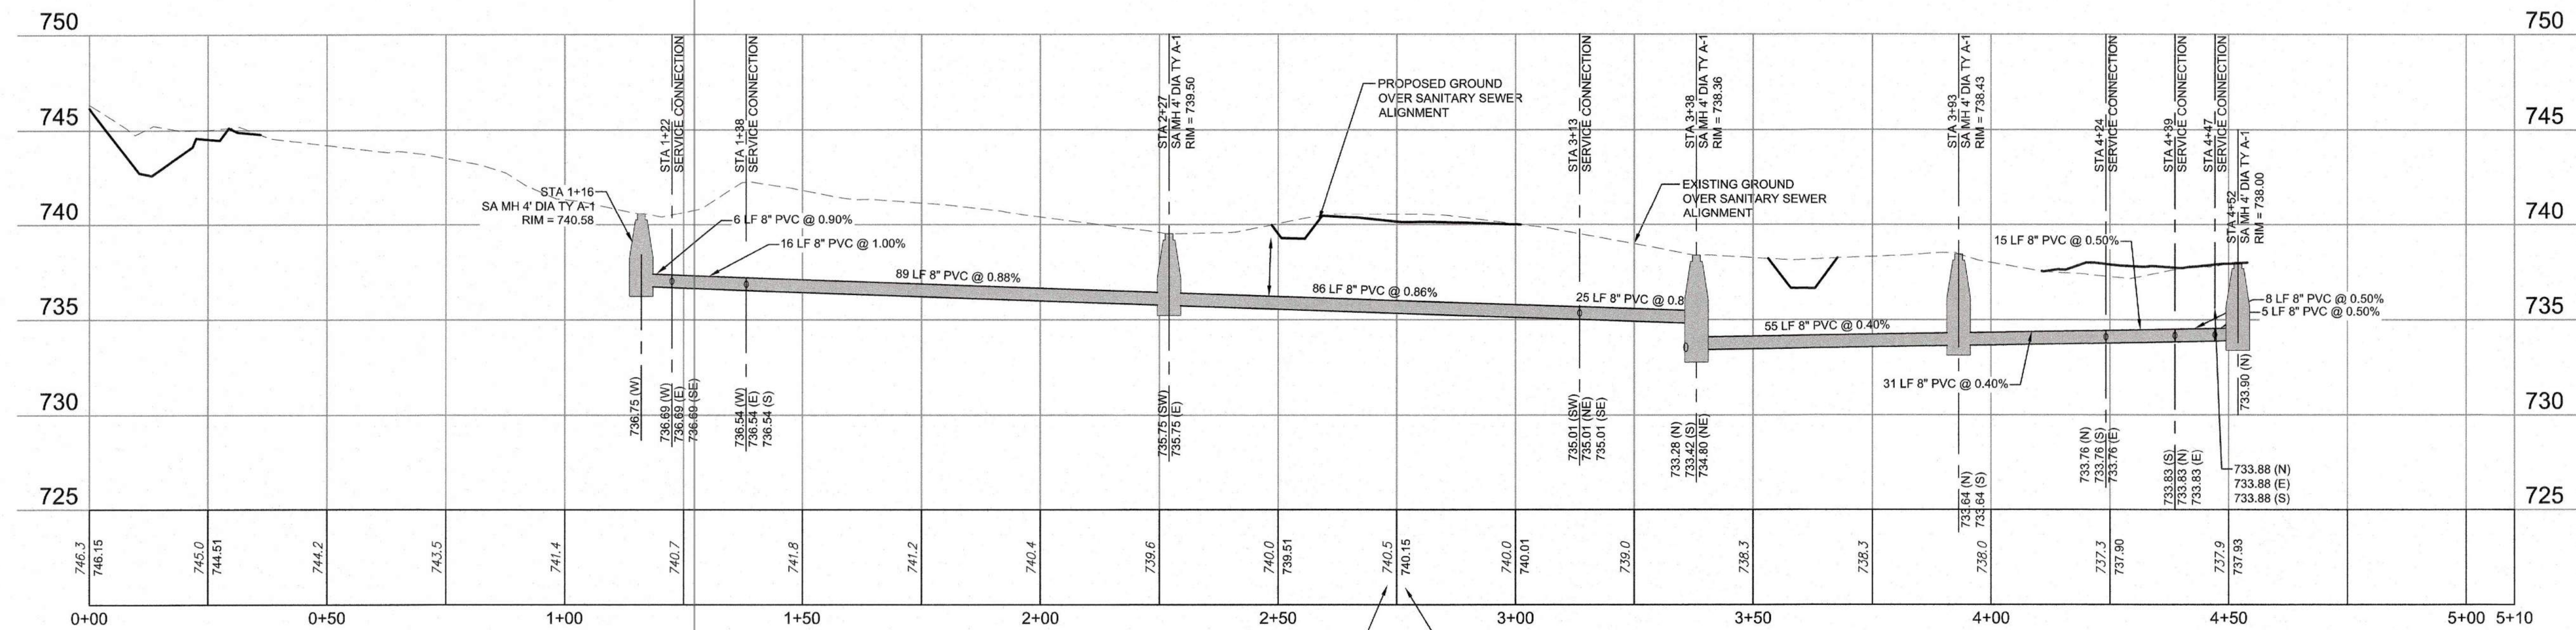 750
750
745
745
740
740
735
735
730
730
725
725
STA 1+16
SA MH 4' DIA TY A-1
RIM = 740.58
STA 1+22
SERVICE CONNECTION
STA 1+38
SERVICE CONNECTION
STA 2+27
SA MH 4' DIA TY A-1
RIM = 739.50
PROPOSED GROUND
OVER SANITARY SEWER
ALIGNMENT
STA 3+13
SERVICE CONNECTION
EXISTING GROUND
OVER SANITARY SEWER
ALIGNMENT
STA 3+38
SA MH 4' DIA TY A-1
RIM = 738.36
STA 3+93
SA MH 4' DIA TY A-1
RIM = 738.43
STA 4+24
SERVICE CONNECTION
STA 4+39
SERVICE CONNECTION
STA 4+47
SERVICE CONNECTION
STA 4+52
SA MH 4' DIA TY A-1
RIM = 738.00
6 LF 8" PVC @ 0.90%
16 LF 8" PVC @ 1.00%
89 LF 8" PVC @ 0.88%
86 LF 8" PVC @ 0.86%
25 LF 8" PVC @ 0.8
55 LF 8" PVC @ 0.40%
31 LF 8" PVC @ 0.40%
15 LF 8" PVC @ 0.50%
8 LF 8" PVC @ 0.50%
5 LF 8" PVC @ 0.50%
736.75 (W)
736.69 (W)
736.69 (E)
736.69 (SE)
736.54 (W)
736.54 (E)
736.54 (S)
735.75 (SW)
735.75 (E)
735.01 (SW)
735.01 (NE)
735.01 (SE)
733.28 (N)
733.42 (S)
734.80 (NE)
733.64 (N)
733.64 (S)
733.76 (N)
733.76 (S)
733.76 (E)
733.83 (S)
733.83 (N)
733.83 (E)
733.88 (N)
733.88 (E)
733.88 (S)
733.90 (N)
746.3
746.15
745.0
744.51
744.2
743.5
741.4
740.7
741.8
741.2
740.4
739.6
740.0
739.51
740.5
740.15
740.0
740.01
739.0
738.3
738.3
738.0
737.3
737.90
737.9
737.93
0+00
0+50
1+00
1+50
2+00
2+50
3+00
3+50
4+00
4+50
5+00
5+10